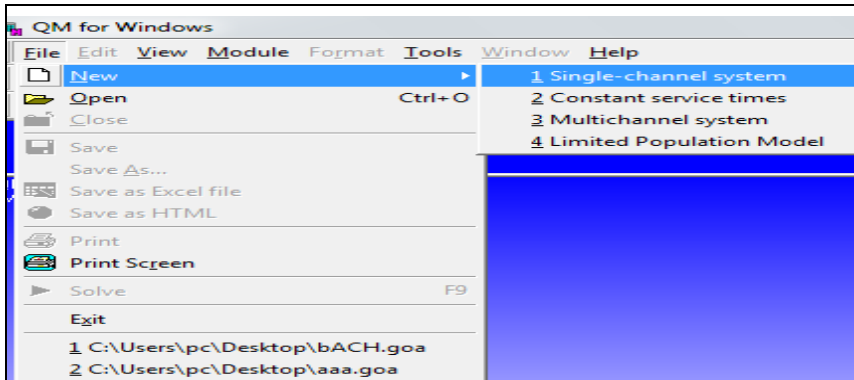 QM for Windows
File Edit View Module Format Tools Window Help
New
1 Single-channel system
Open Ctrl+O
2 Constant service times
Close
3 Multichannel system
4 Limited Population Model
Save
Save As...
Save as Excel file
Save as HTML
Print
Print Screen
Solve F9
Exit
1 C:\Users\pc\Desktop\bACH.goa
2 C:\Users\pc\Desktop\aaa.goa